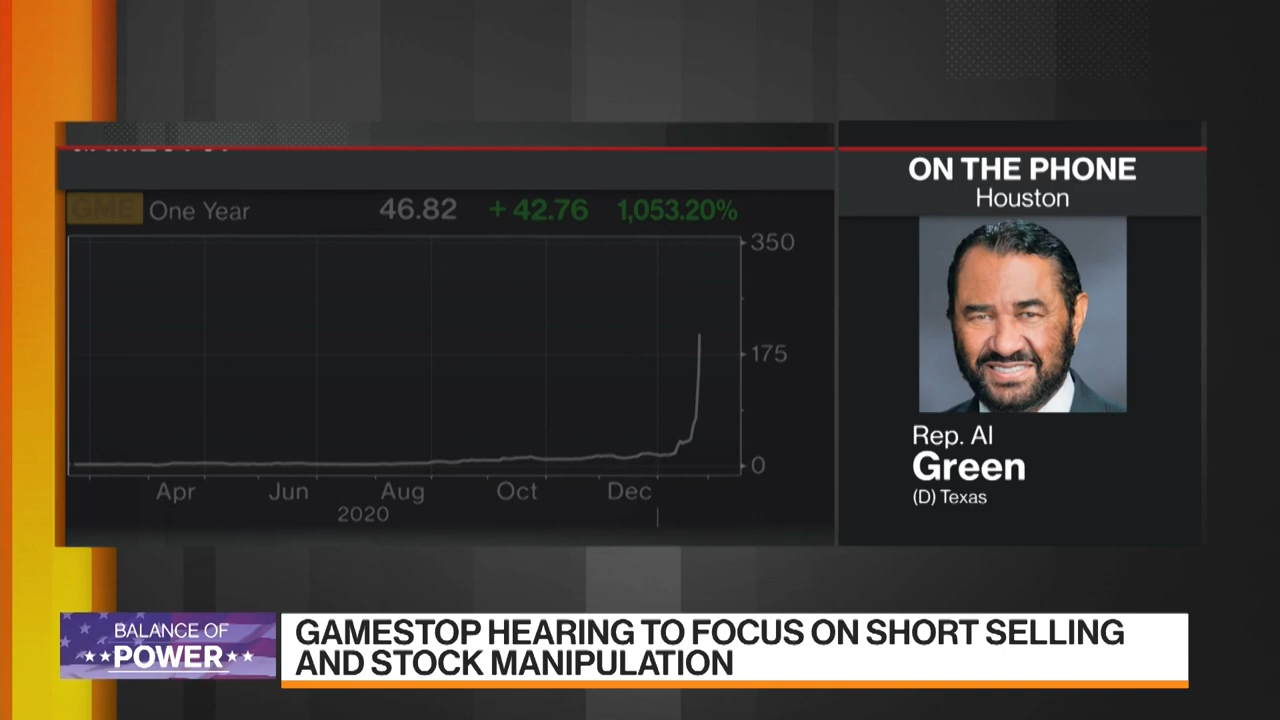 GME One Year 46.82 + 42.76 1,053.20%
350
175
0
Apr Jun Aug Oct Dec
2020
ON THE PHONE
Houston
Rep. Al
Green
(D) Texas
BALANCE OF
POWER
GAMESTOP HEARING TO FOCUS ON SHORT SELLING
AND STOCK MANIPULATION